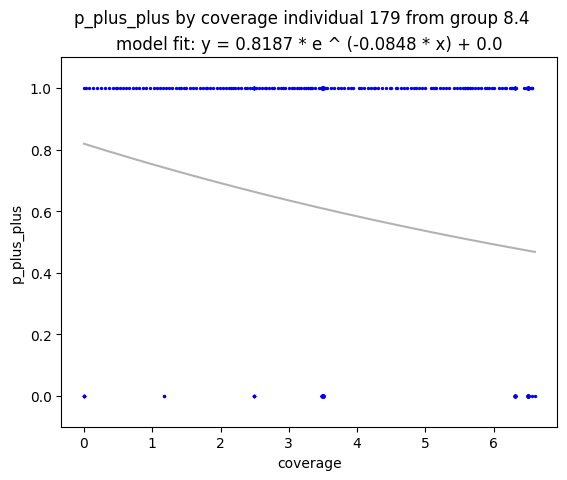 p_plus_plus by coverage individual 179 from group 8.4
model fit: y = 0.8187 * e ^ (-0.0848 * x) + 0.0
1.0
0.8
0.6
0.4
0.2
0.0
p_plus_plus
0 1 2 3 4 5 6
coverage